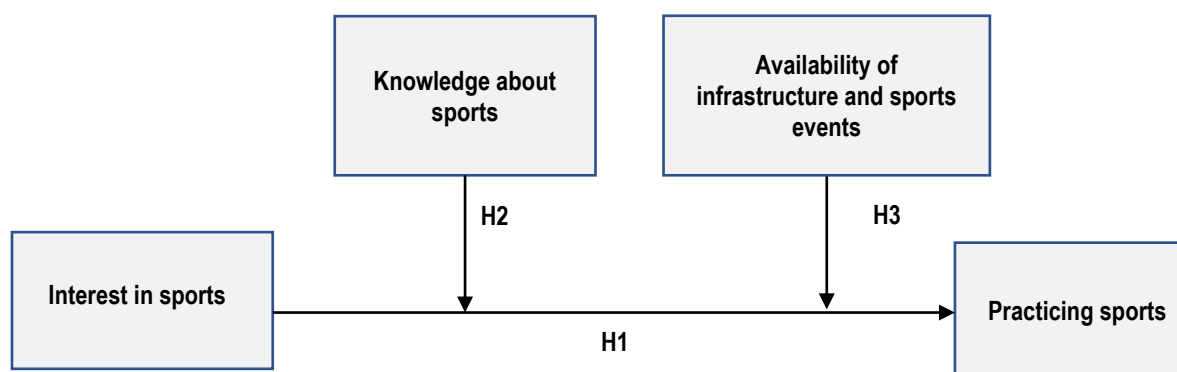 Knowledge about
sports
Availability of
infrastructure and sports
events
H2
H3
Interest in sports
Practicing sports
H1